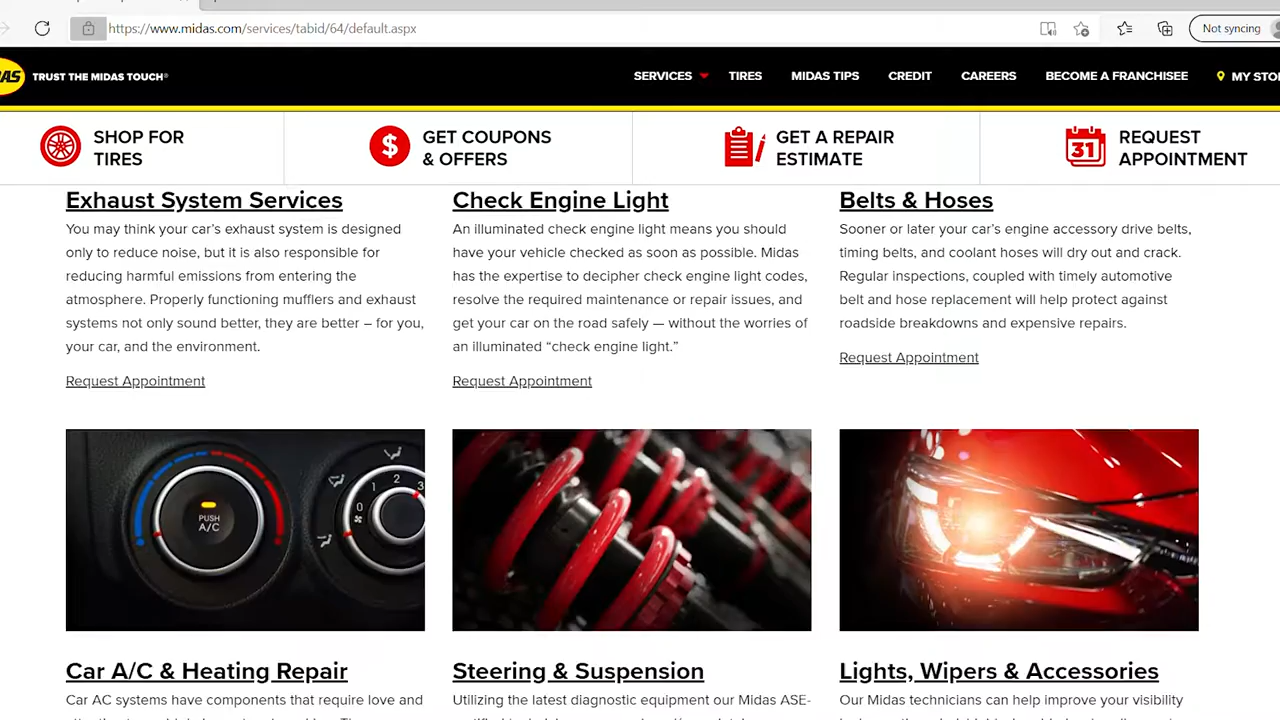 https://www.midas.com/services/tabid/64/default.aspx
Not syncing
TRUST THE MIDAS TOUCH®
SERVICES
TIRES
MIDAS TIPS
CREDIT
CAREERS
BECOME A FRANCHISEE
SHOP FOR
TIRES
$
GET COUPONS
& OFFERS
GET A REPAIR
ESTIMATE
31
REQUEST
APPOINTMENT
Exhaust System Services
You may think your car’s exhaust system is designed
only to reduce noise, but it is also responsible for
reducing harmful emissions from entering the
atmosphere. Properly functioning mufflers and exhaust
systems not only sound better, they are better – for you,
your car, and the environment.
Request Appointment
Check Engine Light
An illuminated check engine light means you should
have your vehicle checked as soon as possible. Midas
has the expertise to decipher check engine light codes,
resolve the required maintenance or repair issues, and
get your car on the road safely — without the worries of
an illuminated “check engine light.”
Request Appointment
Belts & Hoses
Sooner or later your car’s engine accessory drive belts,
timing belts, and coolant hoses will dry out and crack.
Regular inspections, coupled with timely automotive
belt and hose replacement will help protect against
roadside breakdowns and expensive repairs.
Request Appointment
PUSH
A/C
0
1
2
3
Car A/C & Heating Repair
Car AC systems have components that require love and
Steering & Suspension
Utilizing the latest diagnostic equipment our Midas ASE-
Lights, Wipers & Accessories
Our Midas technicians can help improve your visibility